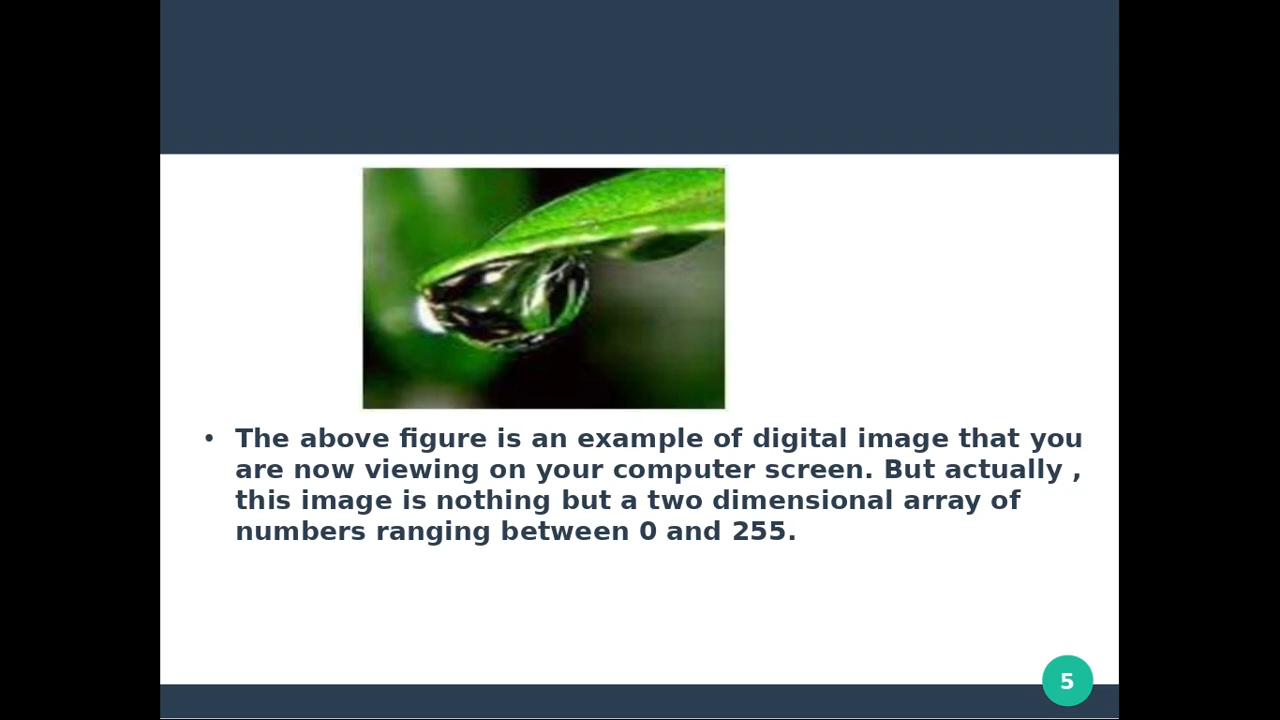 • The above figure is an example of digital image that you
are now viewing on your computer screen. But actually ,
this image is nothing but a two dimensional array of
numbers ranging between 0 and 255.
5